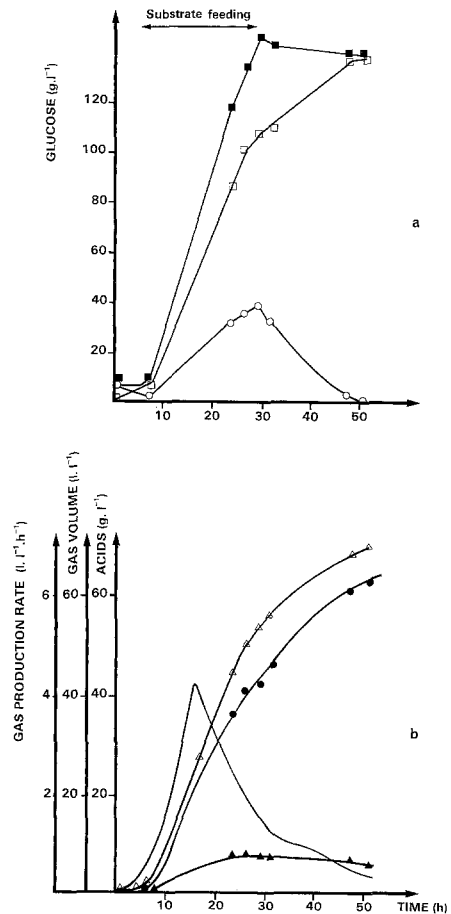 Substrate feeding
GLUCOSE (g.l⁻¹)
120
100
80
60
40
20
10 20 30 40 50
a
GAS PRODUCTION RATE (l. l⁻¹.h⁻¹)
GAS VOLUME (l. l⁻¹)
ACIDS (g. l⁻¹)
6 60 60
4 40 40
2 20 20
b
10 20 30 40 50 TIME (h)